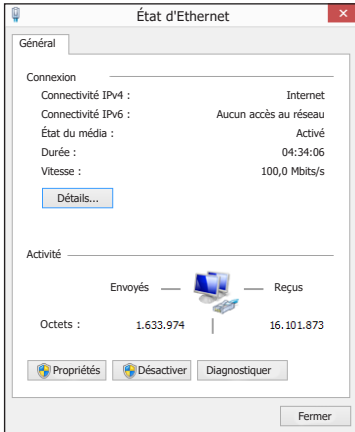 État d'Ethernet
Général
Connexion
Connectivité IPv4 : Internet
Connectivité IPv6 : Aucun accès au réseau
État du média : Activé
Durée : 04:34:06
Vitesse : 100,0 Mbits/s
Détails...
Activité
Envoyés Reçus
Octets : 1.633.974 16.101.873
Propriétés Désactiver Diagnostiquer
Fermer